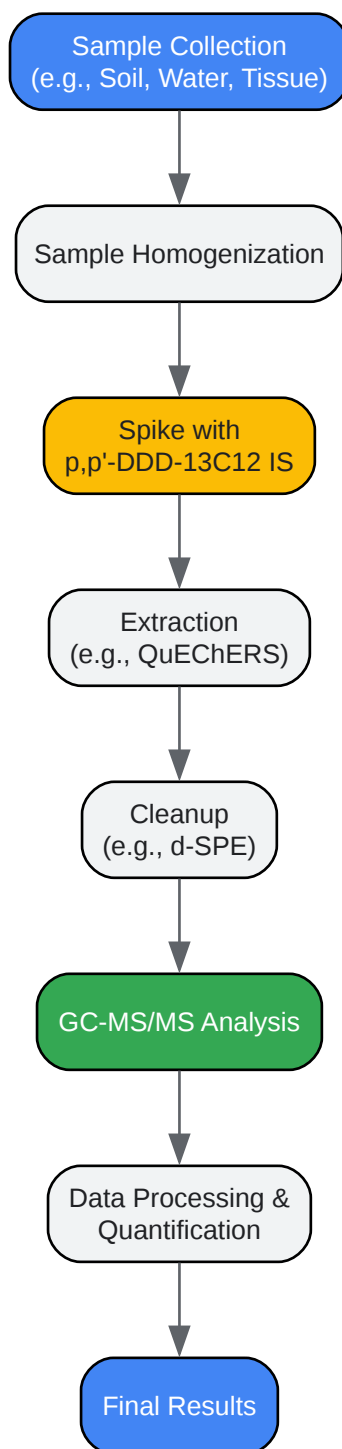 Sample Collection
(e.g., Soil, Water, Tissue)
Sample Homogenization
Spike with
p,p'-DDD-13C12 IS
Extraction
(e.g., QuEChERS)
Cleanup
(e.g., d-SPE)
GC-MS/MS Analysis
Data Processing &
Quantification
Final Results